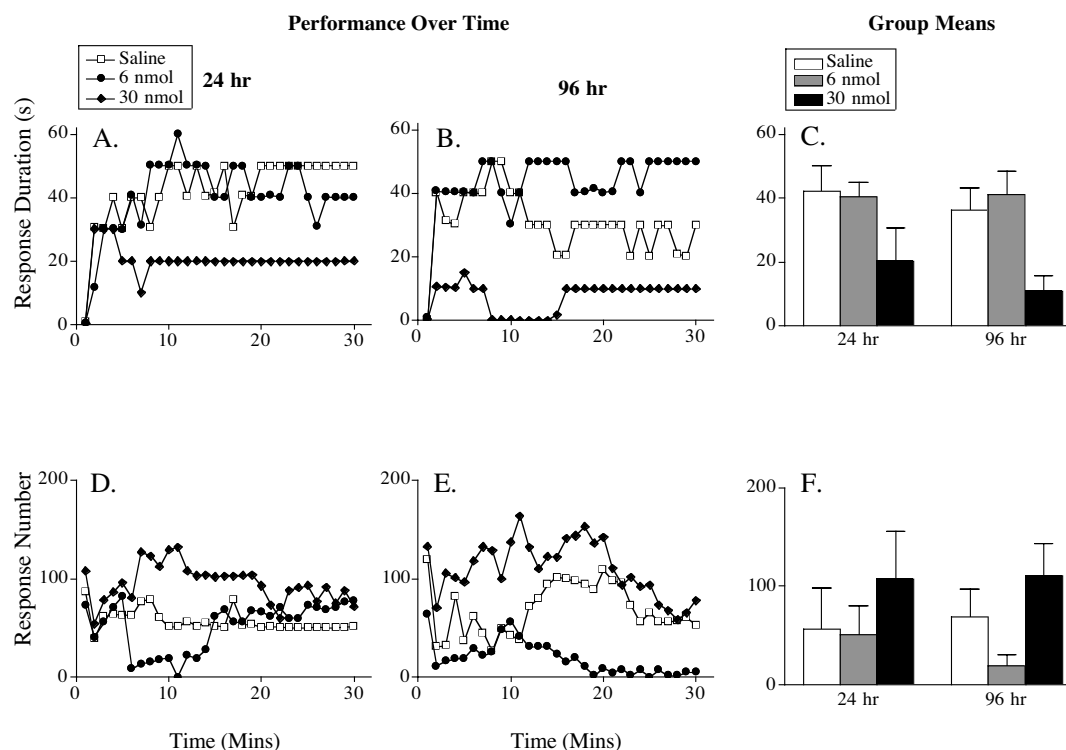 Performance Over Time
Group Means
Saline
6 nmol
30 nmol
24 hr
96 hr
Saline
6 nmol
30 nmol
Response Duration (s)
A.
60
40
20
0
0
10
20
30
B.
60
40
20
0
0
10
20
30
C.
60
40
20
0
24 hr
96 hr
Response Number
D.
200
100
0
0
10
20
30
Time (Mins)
E.
200
100
0
0
10
20
30
Time (Mins)
F.
200
100
0
24 hr
96 hr